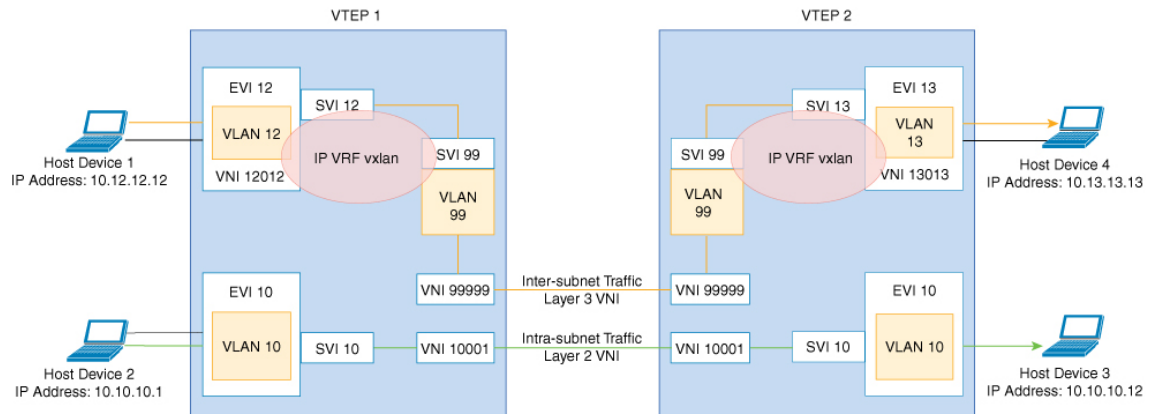 VTEP 1
VTEP 2
EVI 12
SVI 12
VLAN 12
IP VRF vxlan
SVI 99
VNI 12012
VLAN
99
VNI 99999
Host Device 1
IP Address: 10.12.12.12
SVI 13
EVI 13
VLAN
13
IP VRF vxlan
SVI 99
VNI 13013
VLAN
99
VNI 99999
Host Device 4
IP Address: 10.13.13.13
Inter-subnet Traffic
Layer 3 VNI
EVI 10
VLAN 10
SVI 10
VNI 10001
Intra-subnet Traffic
Layer 2 VNI
VNI 10001
SVI 10
EVI 10
VLAN 10
Host Device 2
IP Address: 10.10.10.1
Host Device 3
IP Address: 10.10.10.12